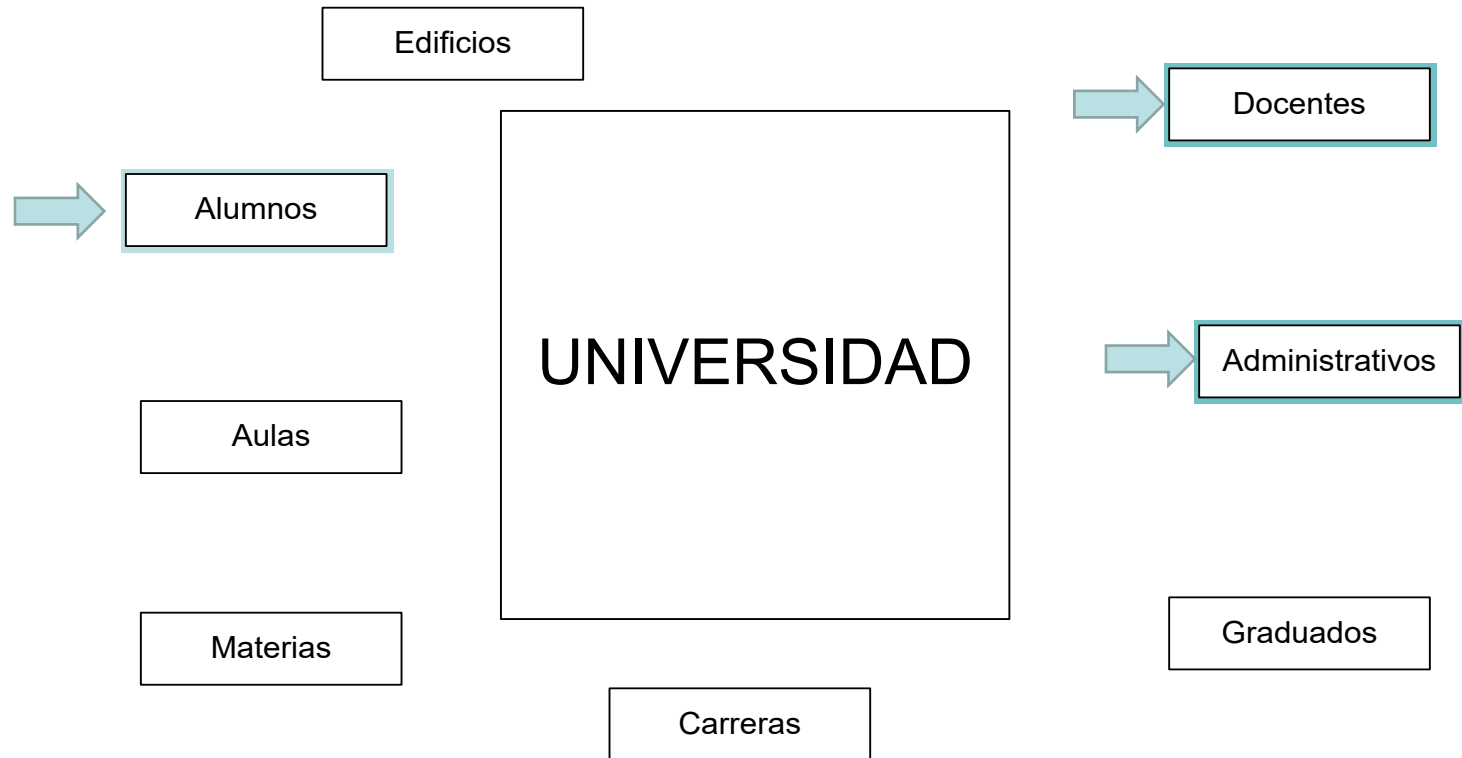 Edificios
Docentes
Alumnos
UNIVERSIDAD
Administrativos
Aulas
Materias
Graduados
Carreras